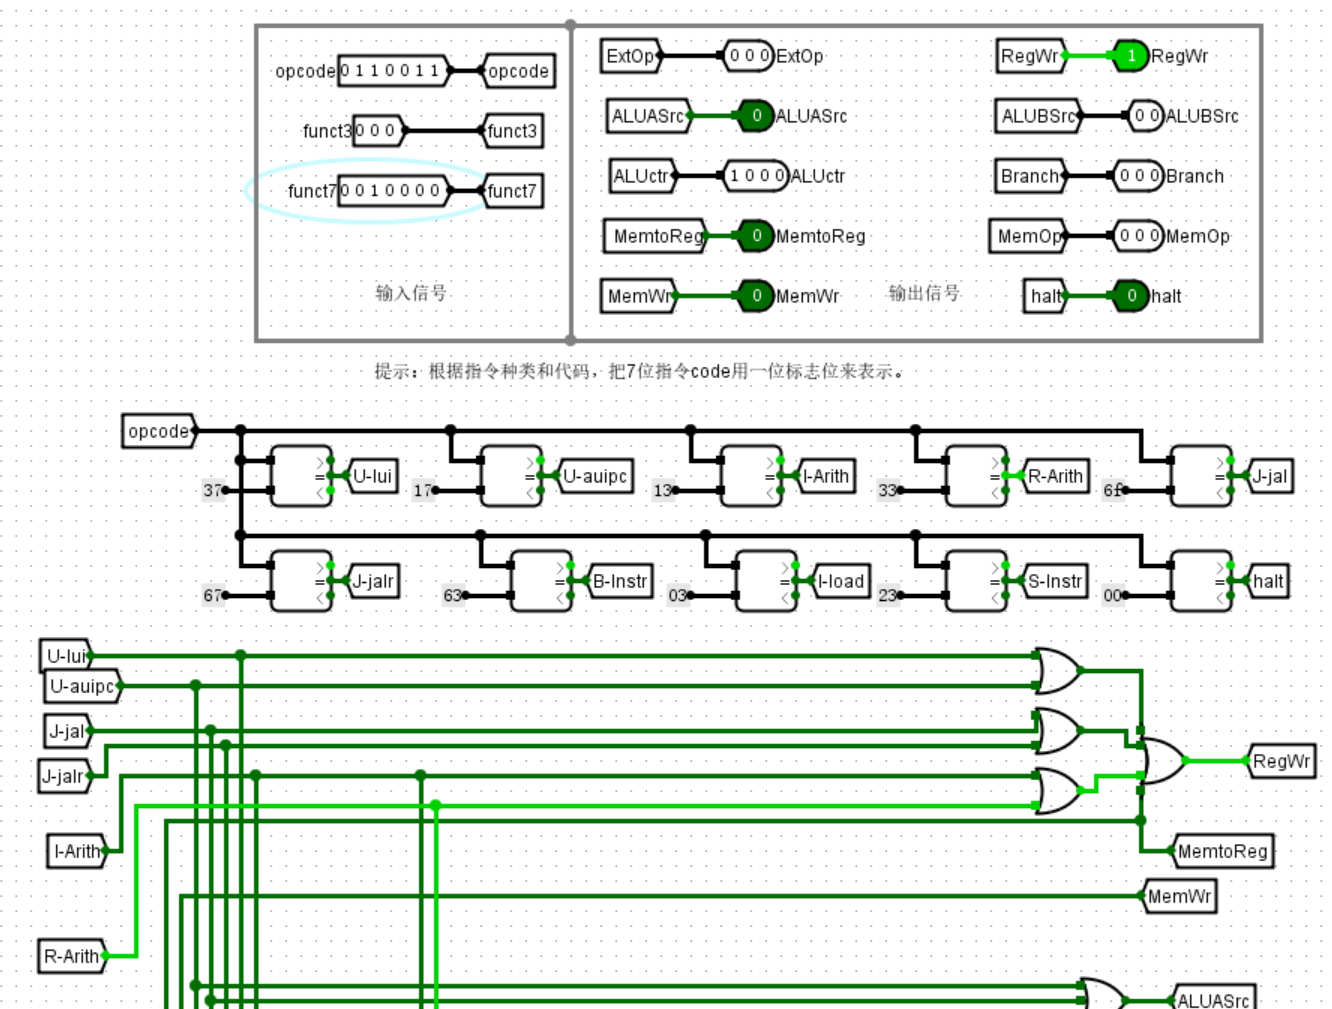 opcode 0 1 1 0 0 1 1 opcode
funct3 0 0 0 funct3
funct7 0 0 1 0 0 0 0 funct7
输入信号
ExtOp 0 0 0 ExtOp
RegWr 1 RegWr
ALUASrc 0 ALUASrc
ALUBSrc 0 0 ALUBSrc
ALUctr 1 0 0 0 ALUctr
Branch 0 0 0 Branch
MemtoReg 0 MemtoReg
MemOp 0 0 0 MemOp
MemWr 0 MemWr
输出信号
halt 0 halt
提示：根据指令种类和代码，把7位指令code用一位标志位来表示。
opcode
37 > = < U-lui
17 > = < U-auipc
13 > = < I-Arith
33 > = < R-Arith
6f > = < J-jal
67 > = < J-jalr
63 > = < B-Instr
03 > = < I-load
23 > = < S-Instr
00 > = < halt
U-lui
U-auipc
J-jal
J-jalr
RegWr
I-Arith
MemtoReg
MemWr
R-Arith
ALUASrc